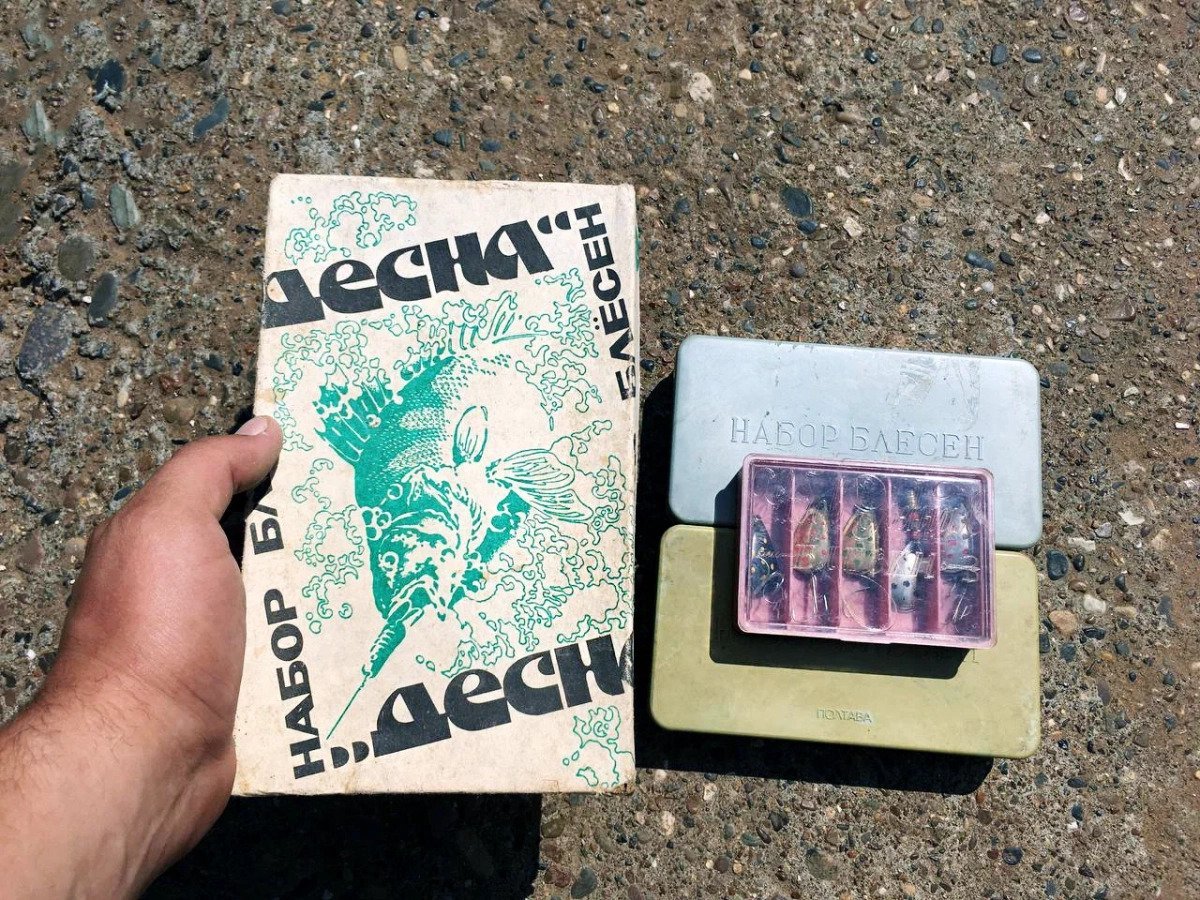 Десна“
БЛЁСЕН
НАБОР БЛ
„Десн
НАБОР БЛЕСЕН
ПОЛТАВА